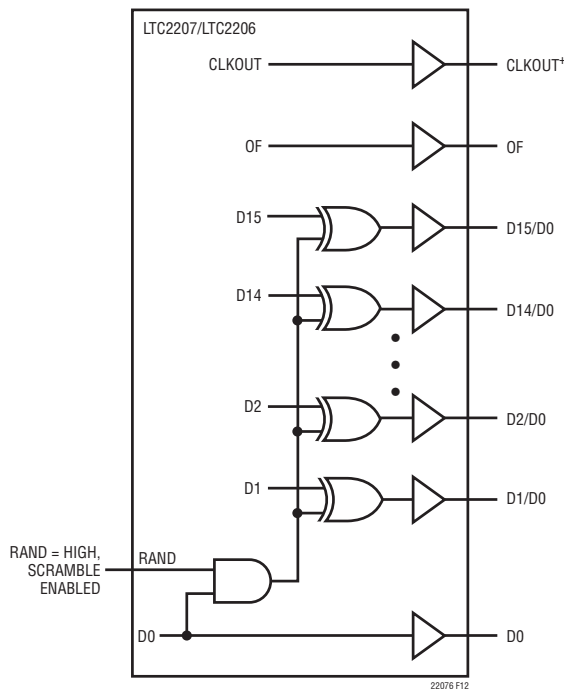 LTC2207/LTC2206
CLKOUT
CLKOUT+
OF
OF
D15
D15/D0
D14
D14/D0
D2
D2/D0
D1
D1/D0
RAND = HIGH,
SCRAMBLE
ENABLED
RAND
D0
D0
22076 F12